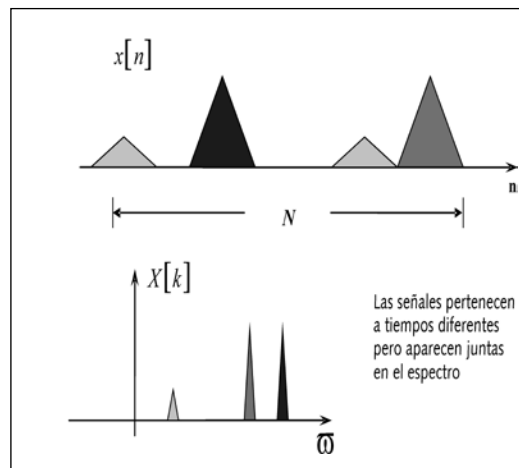 x[n]
n
N
X[k]
Las señales pertenecen
a tiempos diferentes
pero aparecen juntas
en el espectro
ϖ